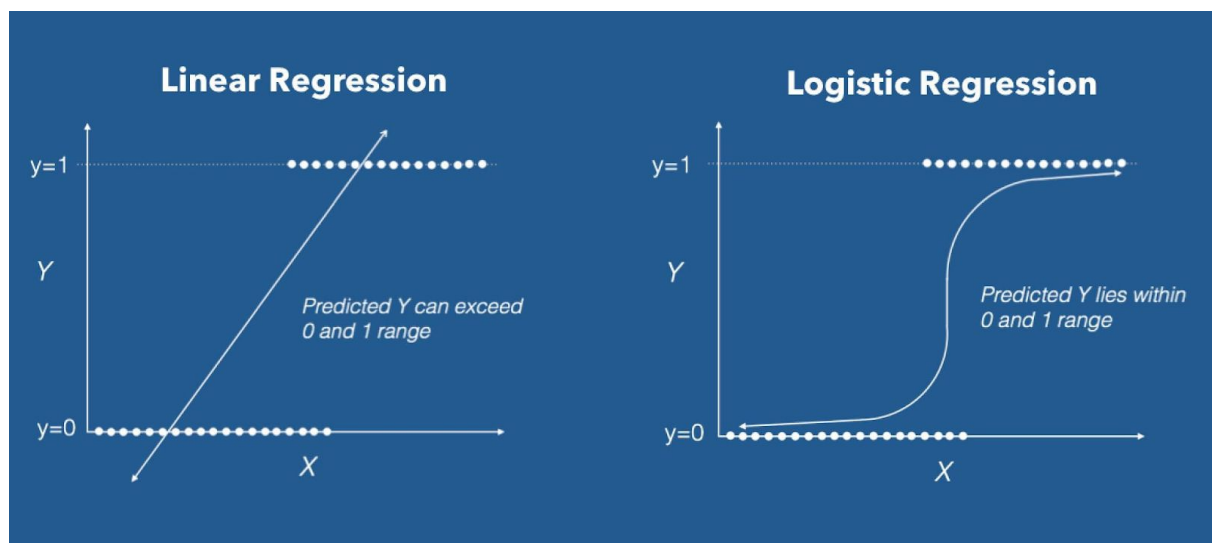 Linear Regression
y=1
Y
Predicted Y can exceed
0 and 1 range
y=0
X
Logistic Regression
y=1
Y
Predicted Y lies within
0 and 1 range
y=0
X